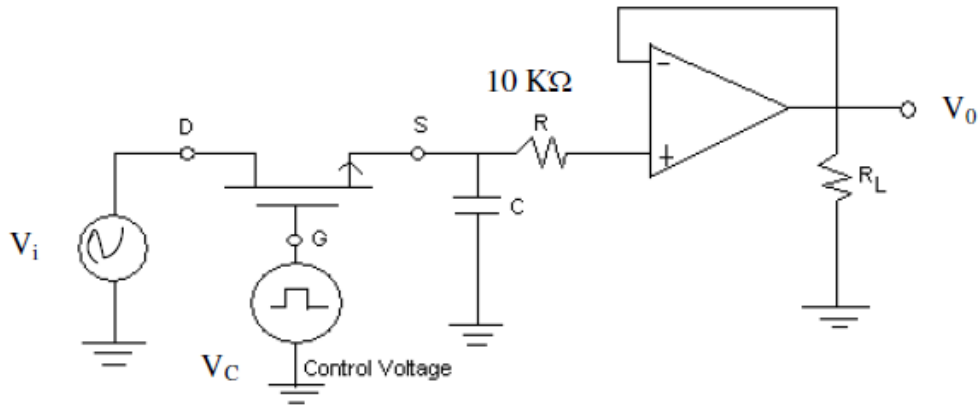 10 KΩ
V0
D
S
R
-
+
RL
C
G
Vi
VC
Control Voltage